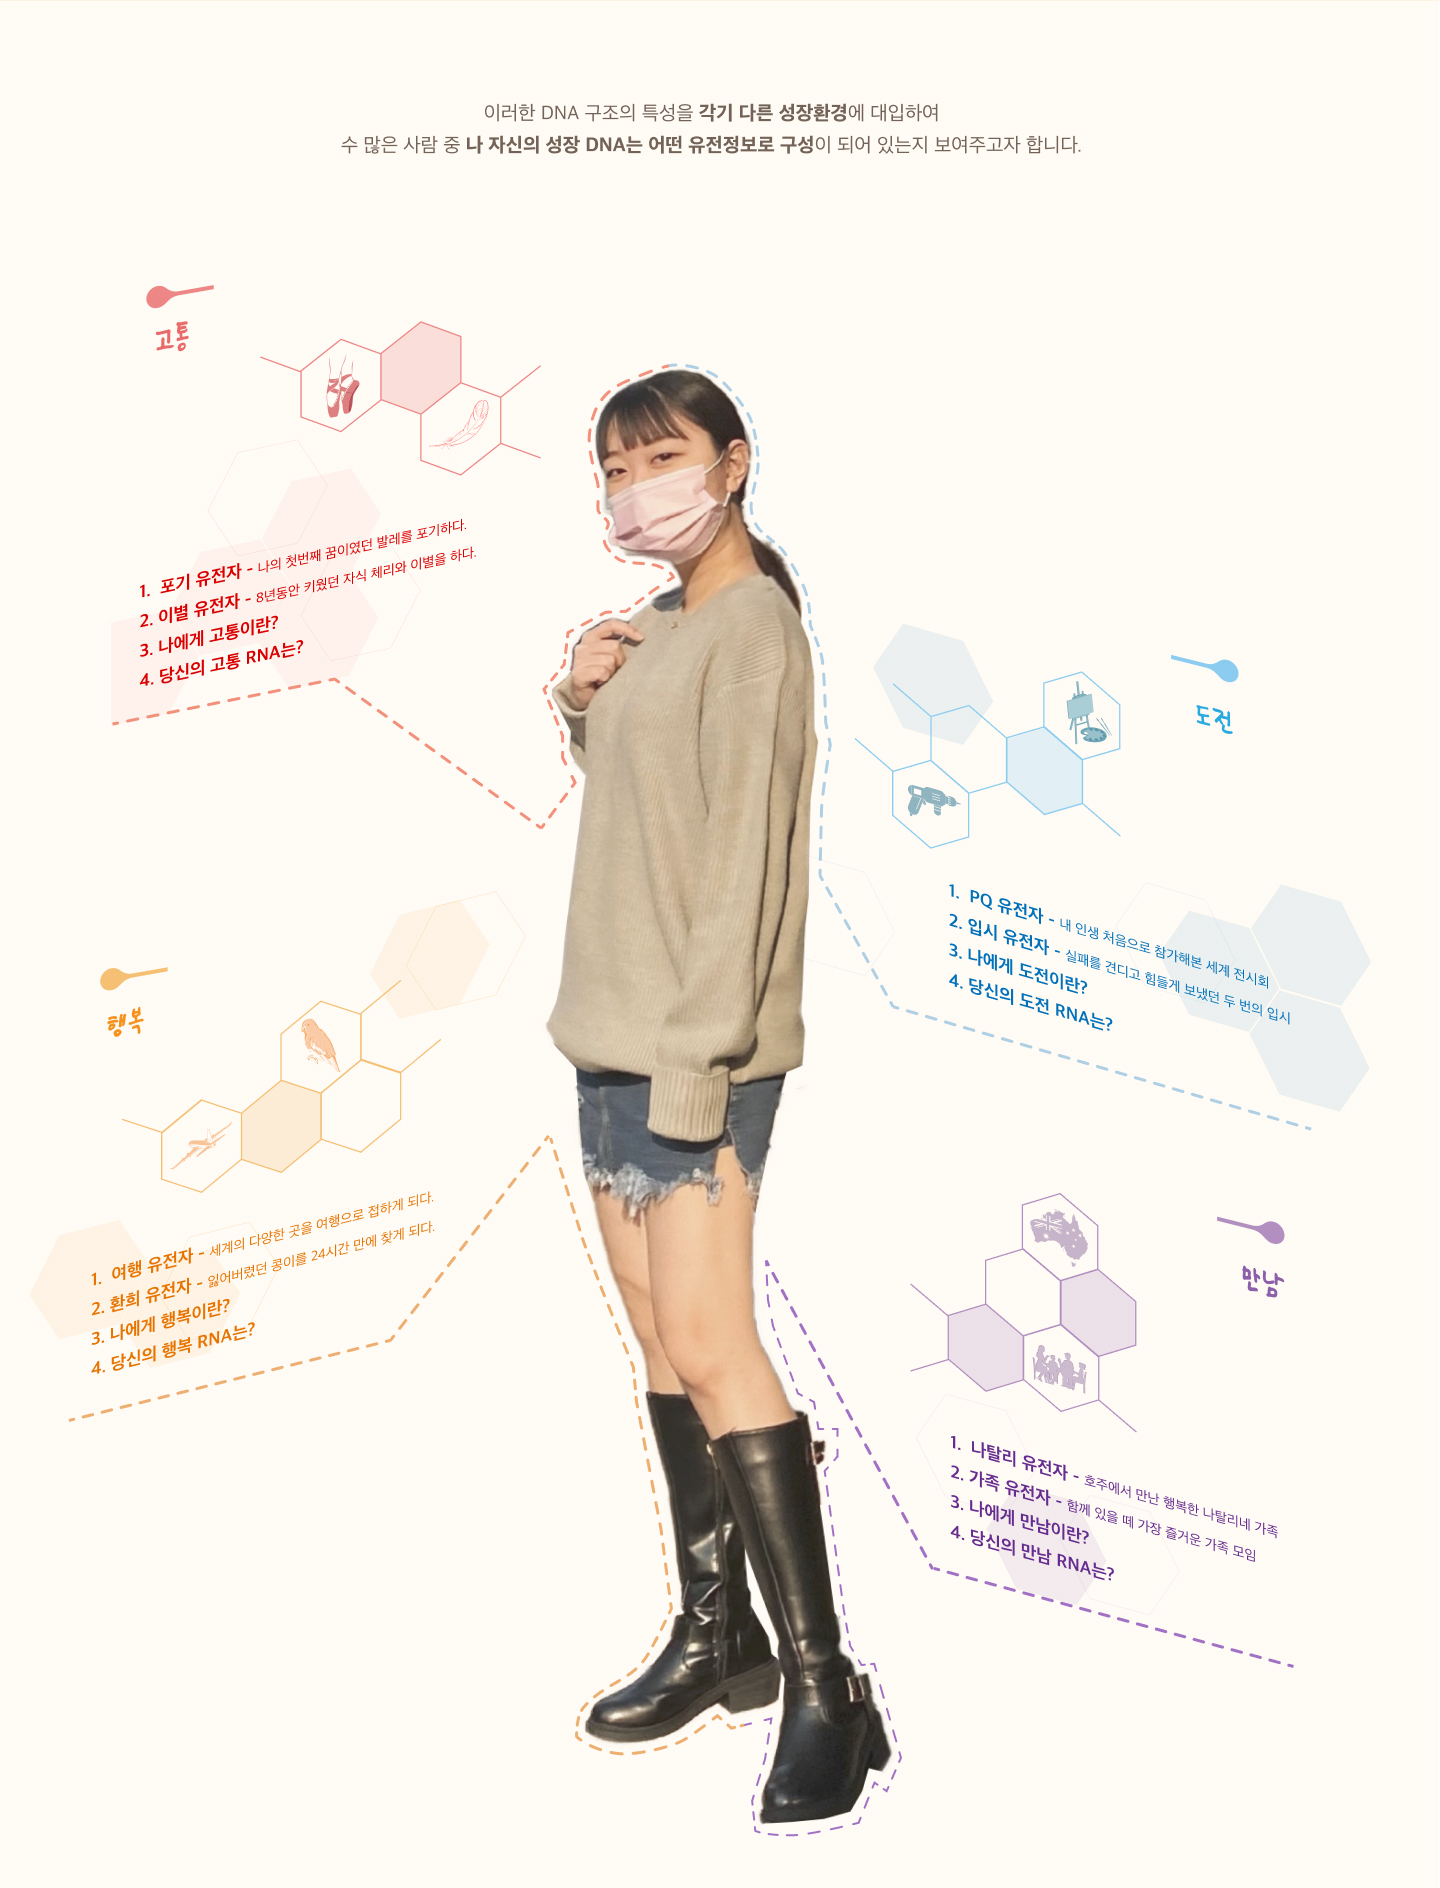 이러한 DNA 구조의 특성을 각기 다른 성장환경에 대입하여
수 많은 사람 중 나 자신의 성장 DNA는 어떤 유전정보로 구성이 되어 있는지 보여주고자 합니다.
고통
1. 포기 유전자 - 나의 첫번째 꿈이였던 발레를 포기하다.
2. 이별 유전자 - 8년동안 키웠던 자식 체리와 이별을 하다.
3. 나에게 고통이란?
4. 당신의 고통 RNA는?
도전
1. PQ 유전자 - 내 인생 처음으로 참가해본 세계 전시회
2. 입시 유전자 - 실패를 견디고 힘들게 보냈던 두 번의 입시
3. 나에게 도전이란?
4. 당신의 도전 RNA는?
행복
1. 여행 유전자 - 세계의 다양한 곳을 여행으로 접하게 되다.
2. 환희 유전자 - 잃어버렸던 콩이를 24시간 만에 찾게 되다.
3. 나에게 행복이란?
4. 당신의 행복 RNA는?
만남
1. 나탈리 유전자 - 호주에서 만난 행복한 나탈리네 가족
2. 가족 유전자 - 함께 있을 떼 가장 즐거운 가족 모임
3. 나에게 만남이란?
4. 당신의 만남 RNA는?